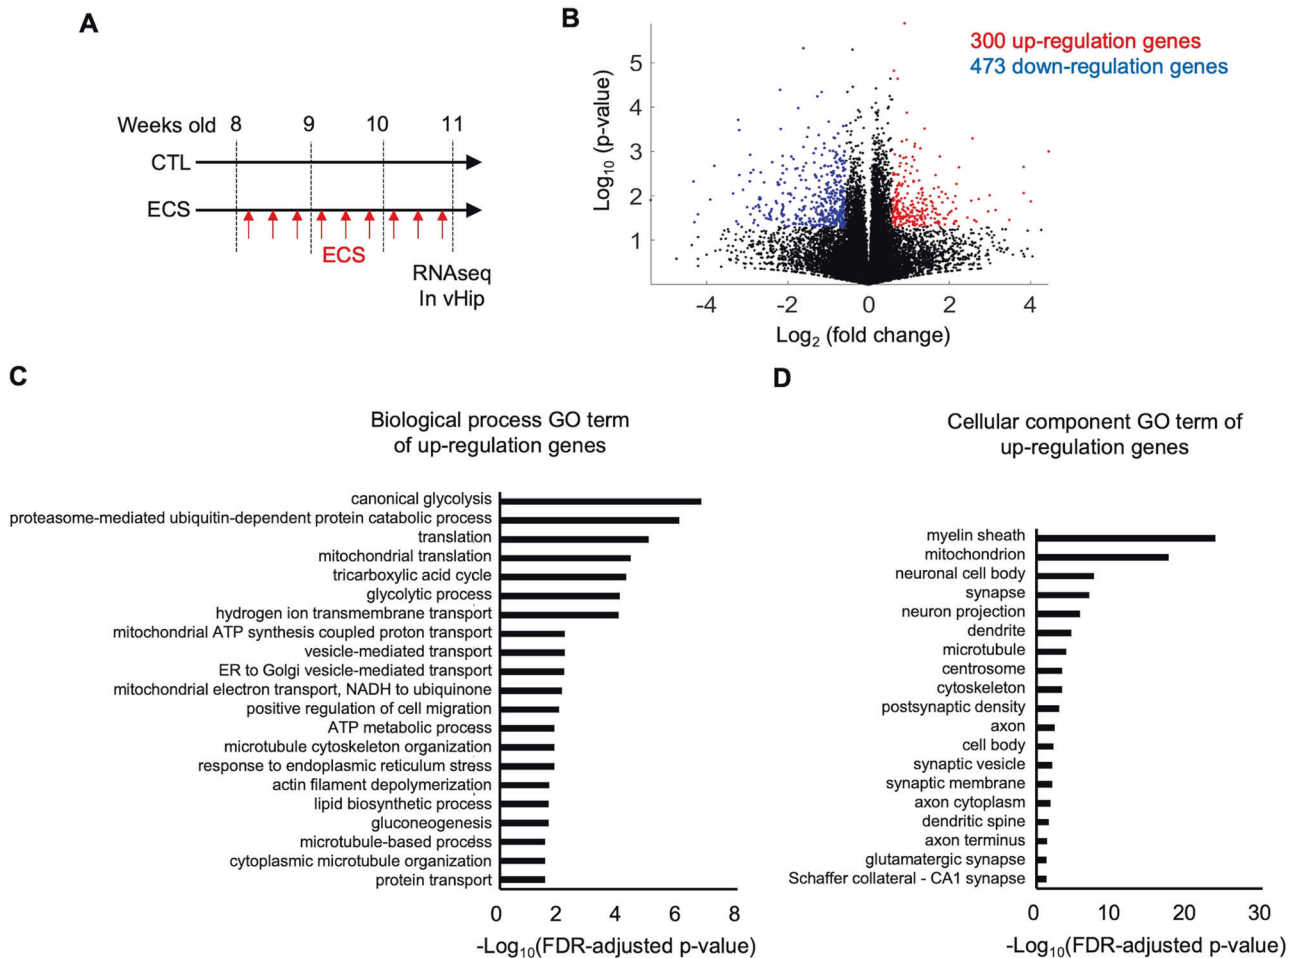 A
Weeks old 8 9 10 11
CTL
ECS
ECS
RNAseq
In vHip
B
300 up-regulation genes
473 down-regulation genes
Log10 (p-value)
5
4
3
2
1
-4 -2 0 2 4
Log2 (fold change)
C
Biological process GO term
of up-regulation genes
canonical glycolysis
proteasome-mediated ubiquitin-dependent protein catabolic process
translation
mitochondrial translation
tricarboxylic acid cycle
glycolytic process
hydrogen ion transmembrane transport
mitochondrial ATP synthesis coupled proton transport
vesicle-mediated transport
ER to Golgi vesicle-mediated transport
mitochondrial electron transport, NADH to ubiquinone
positive regulation of cell migration
ATP metabolic process
microtubule cytoskeleton organization
response to endoplasmic reticulum stress
actin filament depolymerization
lipid biosynthetic process
gluconeogenesis
microtubule-based process
cytoplasmic microtubule organization
protein transport
0 2 4 6 8
-Log10(FDR-adjusted p-value)
D
Cellular component GO term of
up-regulation genes
myelin sheath
mitochondrion
neuronal cell body
synapse
neuron projection
dendrite
microtubule
centrosome
cytoskeleton
postsynaptic density
axon
cell body
synaptic vesicle
synaptic membrane
axon cytoplasm
dendritic spine
axon terminus
glutamatergic synapse
Schaffer collateral - CA1 synapse
0 10 20 30
-Log10(FDR-adjusted p-value)